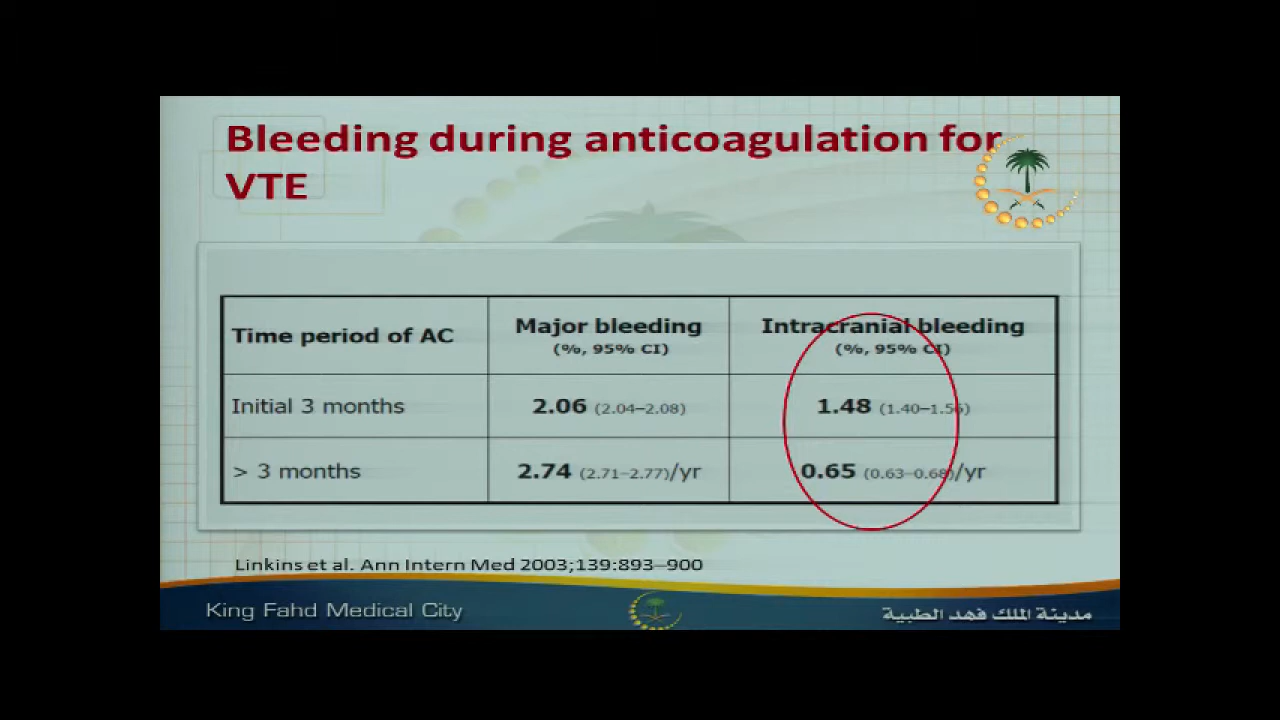 Bleeding during anticoagulation for
VTE
Time period of AC
Major bleeding
(%, 95% CI)
Intracranial bleeding
(%, 95% CI)
Initial 3 months
2.06 (2.04–2.08)
1.48 (1.40–1.56)
> 3 months
2.74 (2.71–2.77)/yr
0.65 (0.63–0.68)/yr
Linkins et al. Ann Intern Med 2003;139:893–900
King Fahd Medical City
مدينة الملك فهد الطبية